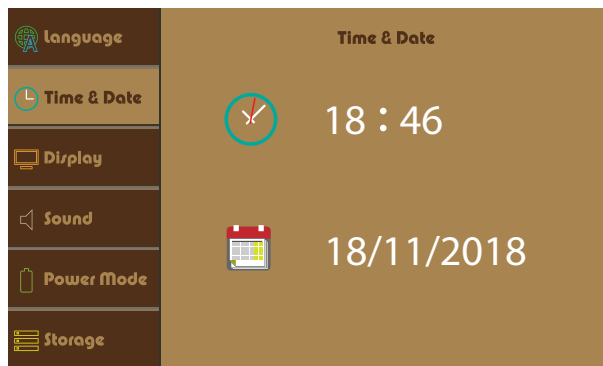 Language
Time & Date
Display
Sound
Power Mode
Storage
Time & Date
18 : 46
18/11/2018